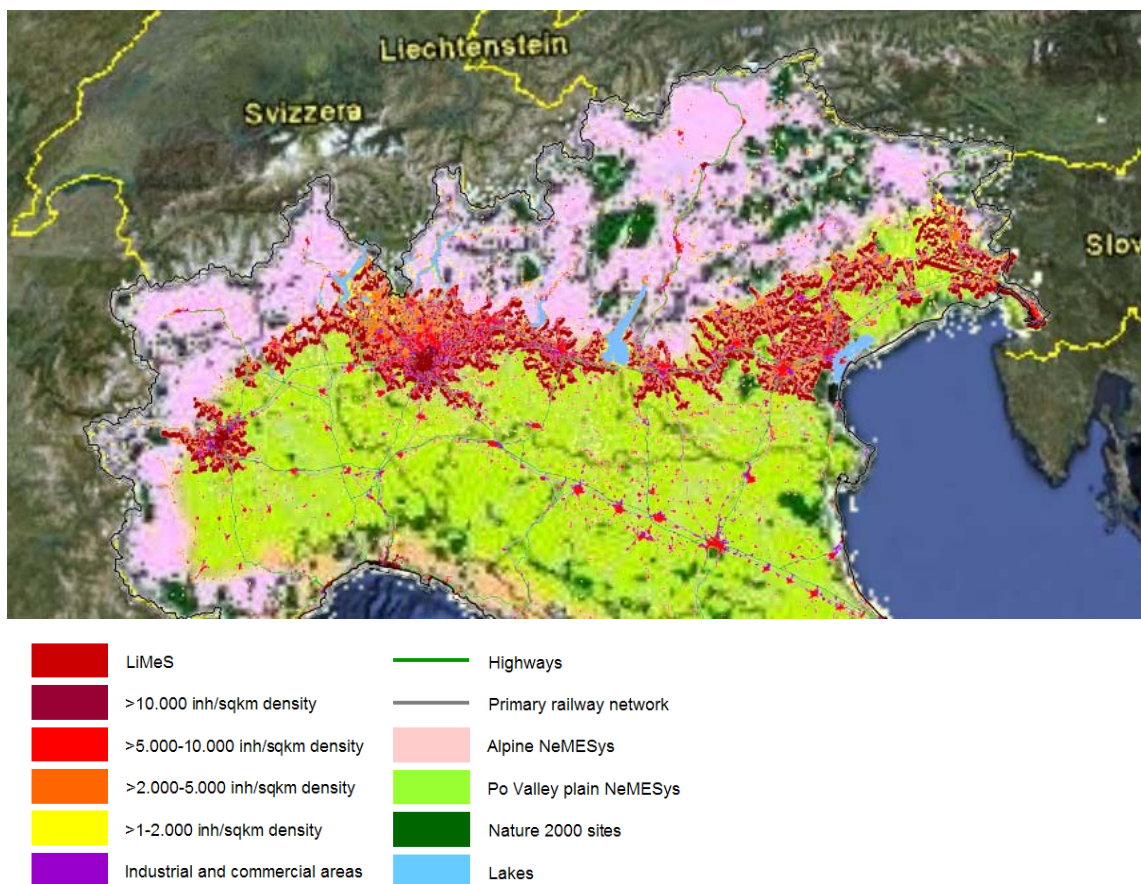 Liechtenstein
Svizzera
Slov
LiMeS
>10.000 inh/sqkm density
>5.000-10.000 inh/sqkm density
>2.000-5.000 inh/sqkm density
>1-2.000 inh/sqkm density
Industrial and commercial areas
Highways
Primary railway network
Alpine NeMESys
Po Valley plain NeMESys
Nature 2000 sites
Lakes